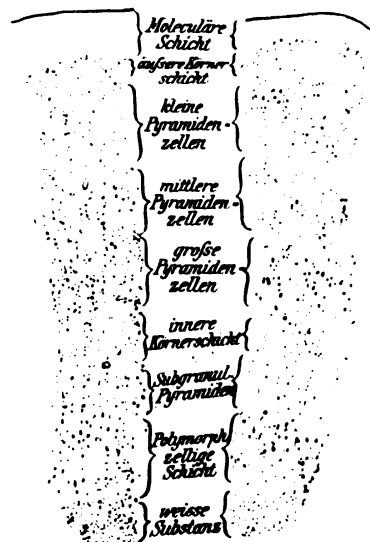 Moleculäre
Schicht
äußere Körner
schicht
kleine
Pyramiden-
zellen
mittlere
Pyramiden-
zellen
große
Pyramiden
zellen
innere
Körnerschicht
Subgranul
Pyramiden
Polymorph
zellige
Schicht
weisse
Substanz